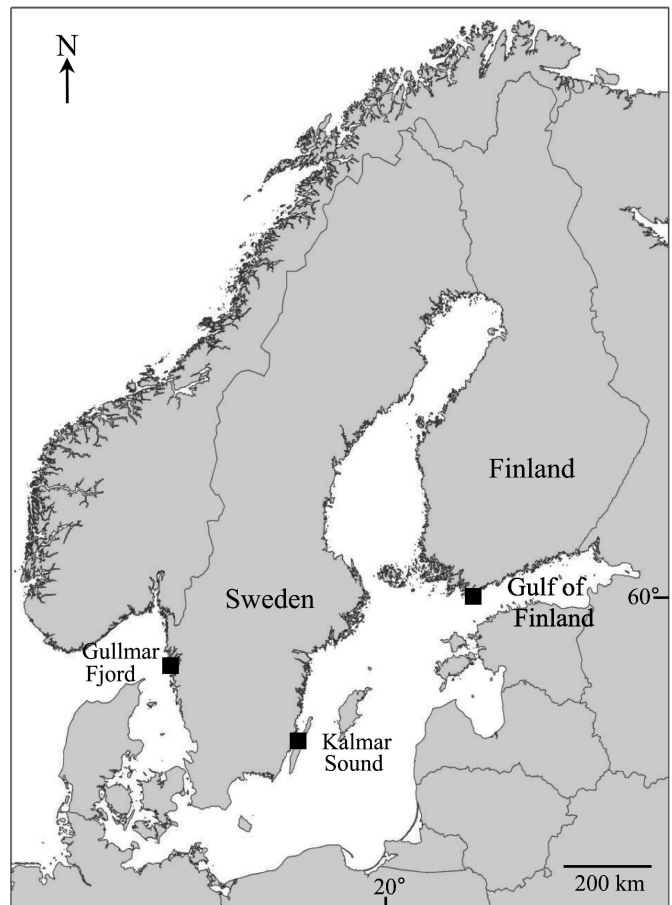 N
Finland
Sweden
Gulf of
Finland
60°
Gullmar
Fjord
Kalmar
Sound
20°
200 km